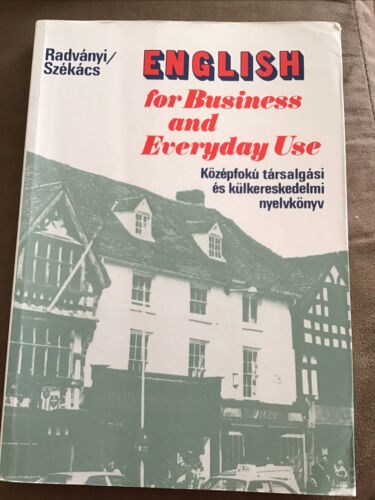 Radványi/
Székács
ENGLISH
for Business
and
Everyday Use
Középfokú társalgási
és külkereskedelmi
nyelvkönyv